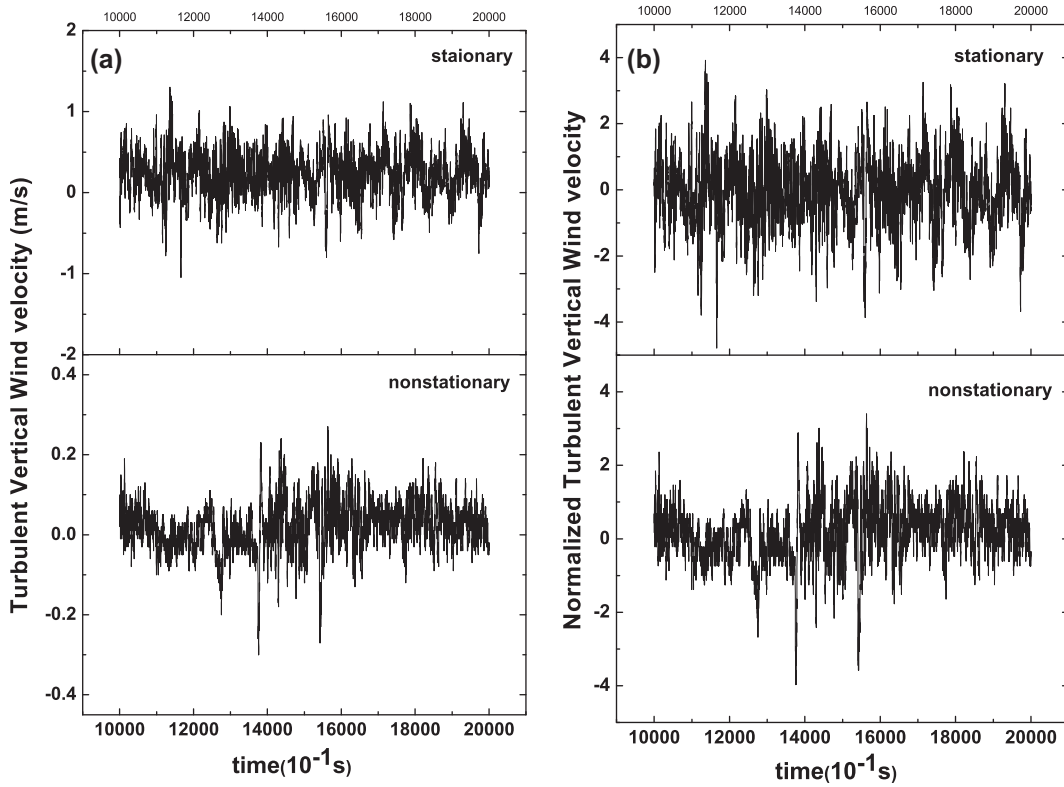 10000 12000 14000 16000 18000 20000
(a)
staionary
2
1
0
-1
-2
nonstationary
0.4
0.2
0.0
-0.2
-0.4
10000 12000 14000 16000 18000 20000
time(10-1s)
Turbulent Vertical Wind velocity (m/s)
10000 12000 14000 16000 18000 20000
(b)
stationary
4
2
0
-2
-4
nonstationary
4
2
0
-2
-4
10000 12000 14000 16000 18000 20000
time(10-1s)
Normalized Turbulent Vertical Wind velocity